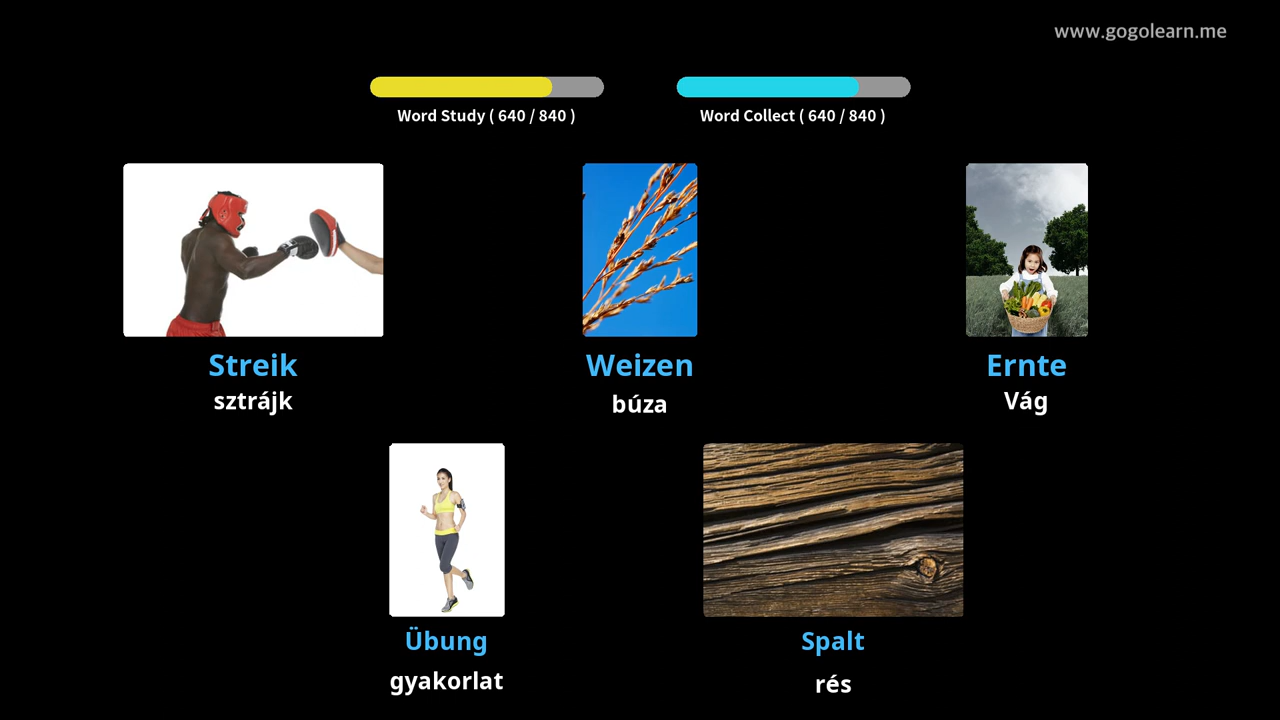 www.gogolearn.me
Word Study ( 640 / 840 )
Word Collect ( 640 / 840 )
Streik
sztrájk
Weizen
búza
Ernte
Vág
Übung
gyakorlat
Spalt
rés